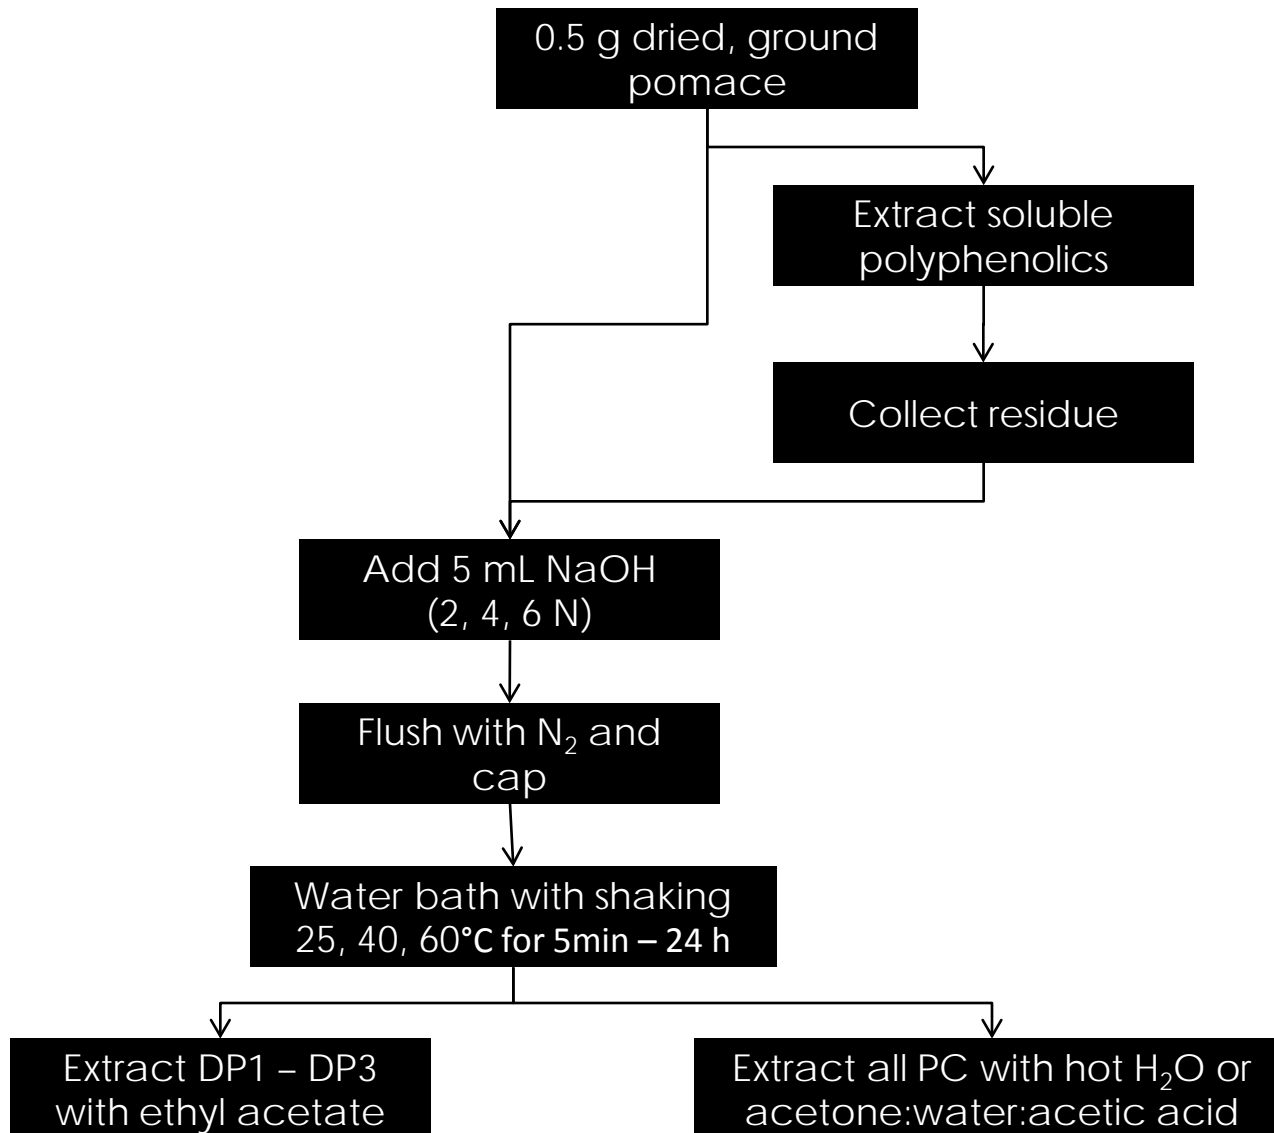 0.5 g dried, ground
pomace
Extract soluble
polyphenolics
Collect residue
Add 5 mL NaOH
(2, 4, 6 N)
Flush with N₂ and
cap
Water bath with shaking
25, 40, 60°C for 5min – 24 h
Extract DP1 – DP3
with ethyl acetate
Extract all PC with hot H₂O or
acetone:water:acetic acid